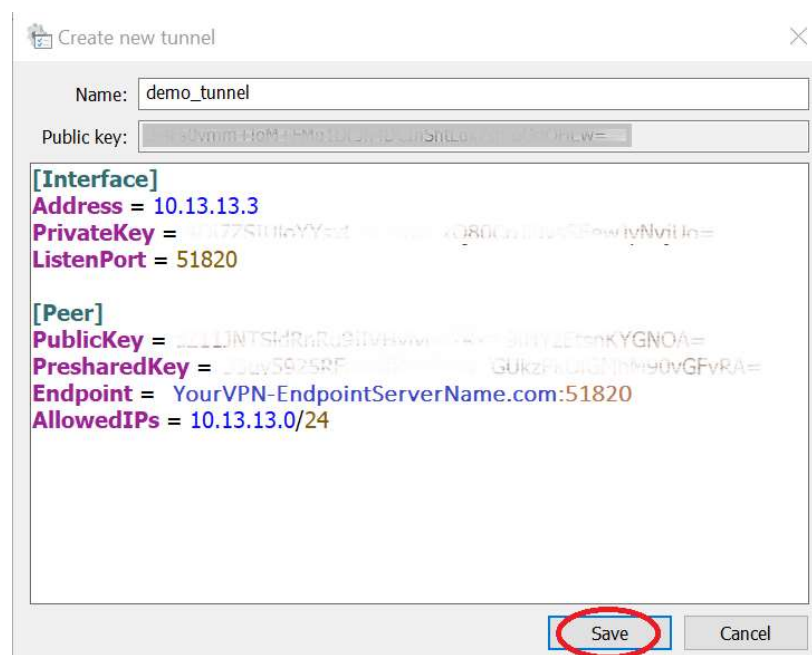 Create new tunnel
Name: demo_tunnel
Public key:
[Interface]
Address = 10.13.13.3
PrivateKey =
ListenPort = 51820
[Peer]
PublicKey =
PresharedKey =
Endpoint = YourVPN-EndpointServerName.com:51820
AllowedIPs = 10.13.13.0/24
Save Cancel